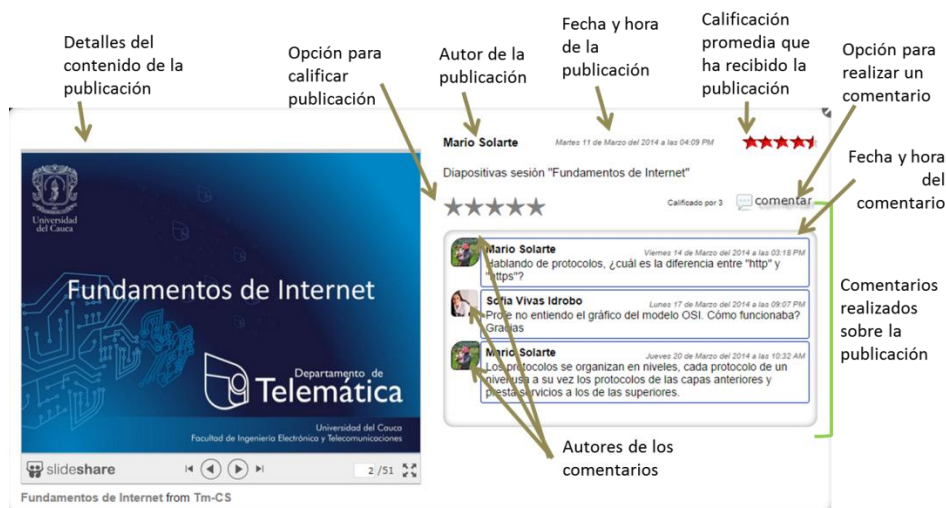 Detalles del
contenido de la
publicación
Opción para
calificar
publicación
Autor de la
publicación
Fecha y hora
de la
publicación
Calificación
promedia que
ha recibido la
publicación
Opción para
realizar un
comentario
Mario Solarte
Martes 11 de Marzo del 2014 a las 04:09 PM
Diapositivas sesión "Fundamentos de Internet"
Calificado por 3
comentar
Fecha y hora
del
comentario
Universidad
del Cauca
Fundamentos de Internet
Departamento de
Telemática
Universidad del Cauca
Facultad de Ingeniería Electrónica y Telecomunicaciones
slideshare
2 /51
Fundamentos de Internet from Tm-CS
Mario Solarte
Viernes 14 de Marzo del 2014 a las 03:18 PM
Hablando de protocolos, ¿cuál es la diferencia entre "http" y
"https"?
Sofia Vivas Idrobo
Lunes 17 de Marzo del 2014 a las 09:07 PM
Profe no entiendo el gráfico del modelo OSI. Cómo funcionaba?
Gracias
Mario Solarte
Jueves 20 de Marzo del 2014 a las 10:32 AM
Los protocolos se organizan en niveles, cada protocolo de un
nivel usa a su vez los protocolos de las capas anteriores y
presta servicios a los de las superiores.
Comentarios
realizados
sobre la
publicación
Autores de los
comentarios